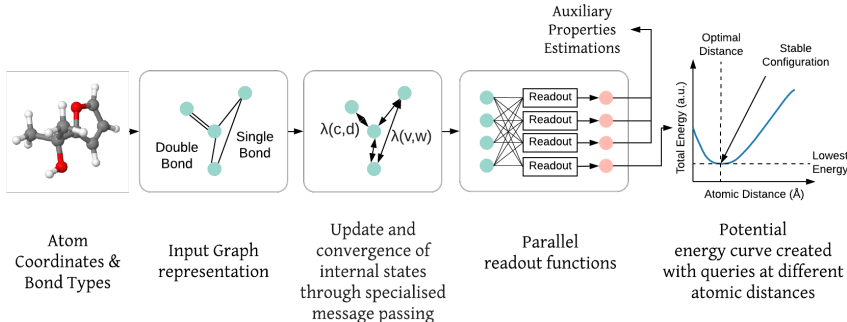 Auxiliary
Properties
Estimations
Optimal
Distance
Stable
Configuration
Double
Bond
Single
Bond
λ(c,d)
λ(v,w)
Readout
Readout
Readout
Readout
Total Energy (a.u.)
Lowest
Energy
Atomic Distance (Å)
Atom
Coordinates &
Bond Types
Input Graph
representation
Update and
convergence of
internal states
through specialised
message passing
Parallel
readout functions
Potential
energy curve created
with queries at different
atomic distances